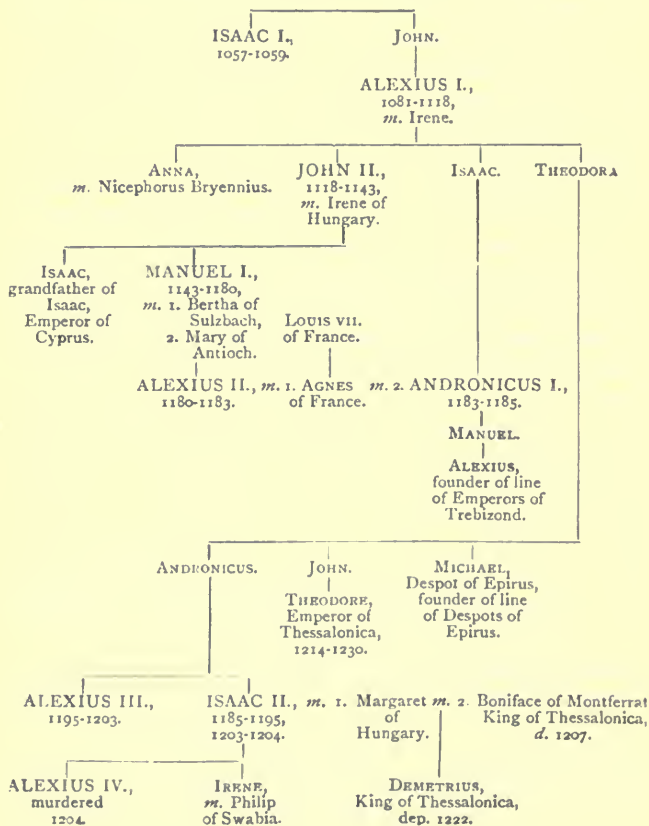 ISAAC I., JOHN.
1057-1059.
ALEXIUS I.,
1081-1118,
m. Irene.
ANNA, JOHN II., ISAAC. THEODORA
m. Nicephorus Bryennius. 1118-1143,
m. Irene of
Hungary.
ISAAC, MANUEL I.,
grandfather of 1143-1180,
Isaac, m. 1. Bertha of
Emperor of Sulzbach, LOUIS VII.
Cyprus. 2. Mary of of France.
Antioch.
ALEXIUS II., m. 1. AGNES m. 2. ANDRONICUS I.,
1180-1183. of France. 1183-1185.
MANUEL.
ALEXIUS,
founder of line
of Emperors of
Trebizond.
ANDRONICUS. JOHN. MICHAEL,
Despot of Epirus,
THEODORE, founder of line
Emperor of of Despots of
Thessalonica, Epirus.
1214-1230.
ALEXIUS III., ISAAC II., m. 1. Margaret m. 2. Boniface of Montferrat
1195-1203. 1185-1195, of King of Thessalonica,
1203-1204. Hungary. d. 1207.
ALEXIUS IV., IRENE, DEMETRIUS,
murdered m. Philip King of Thessalonica,
1204. of Swabia. dep. 1222.